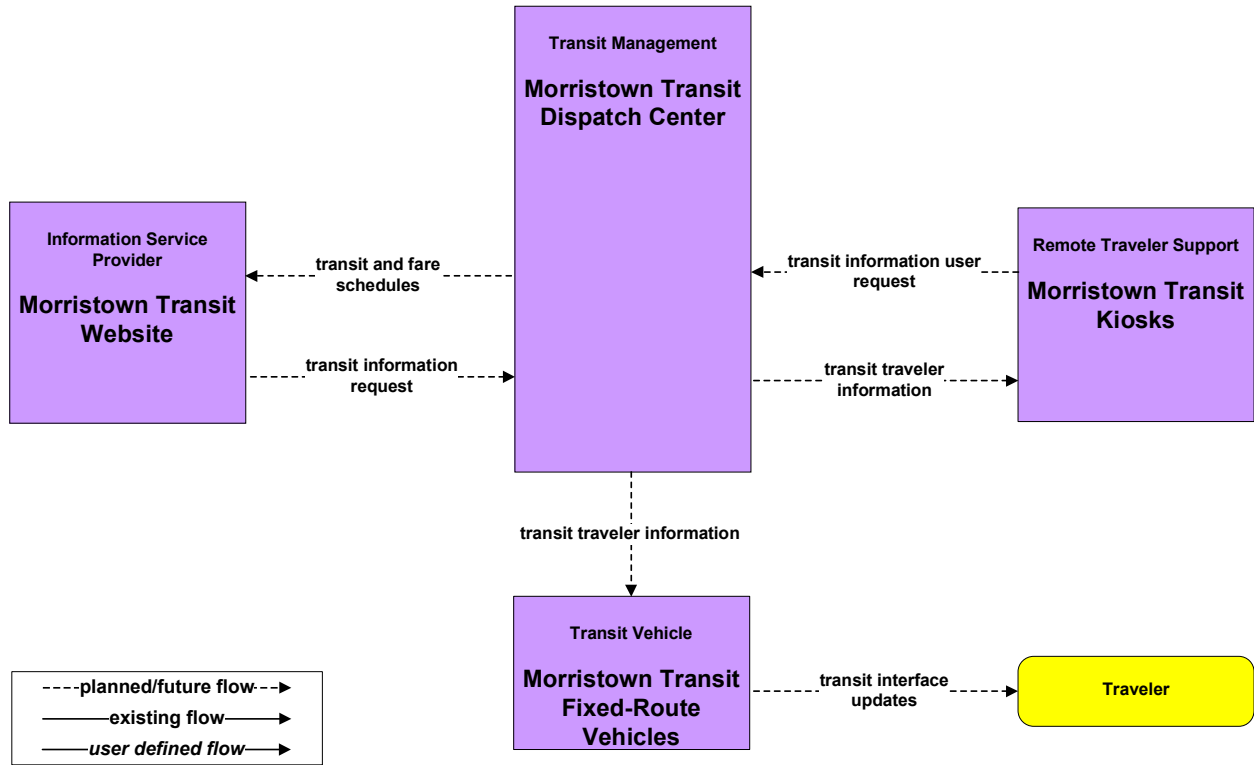 Transit Management
Morristown Transit
Dispatch Center
Information Service
Provider
Morristown Transit
Website
transit and fare
schedules
transit information
request
transit information user
request
transit traveler
information
Remote Traveler Support
Morristown Transit
Kiosks
transit traveler information
Transit Vehicle
Morristown Transit
Fixed-Route
Vehicles
transit interface
updates
Traveler
planned/future flow
existing flow
user defined flow